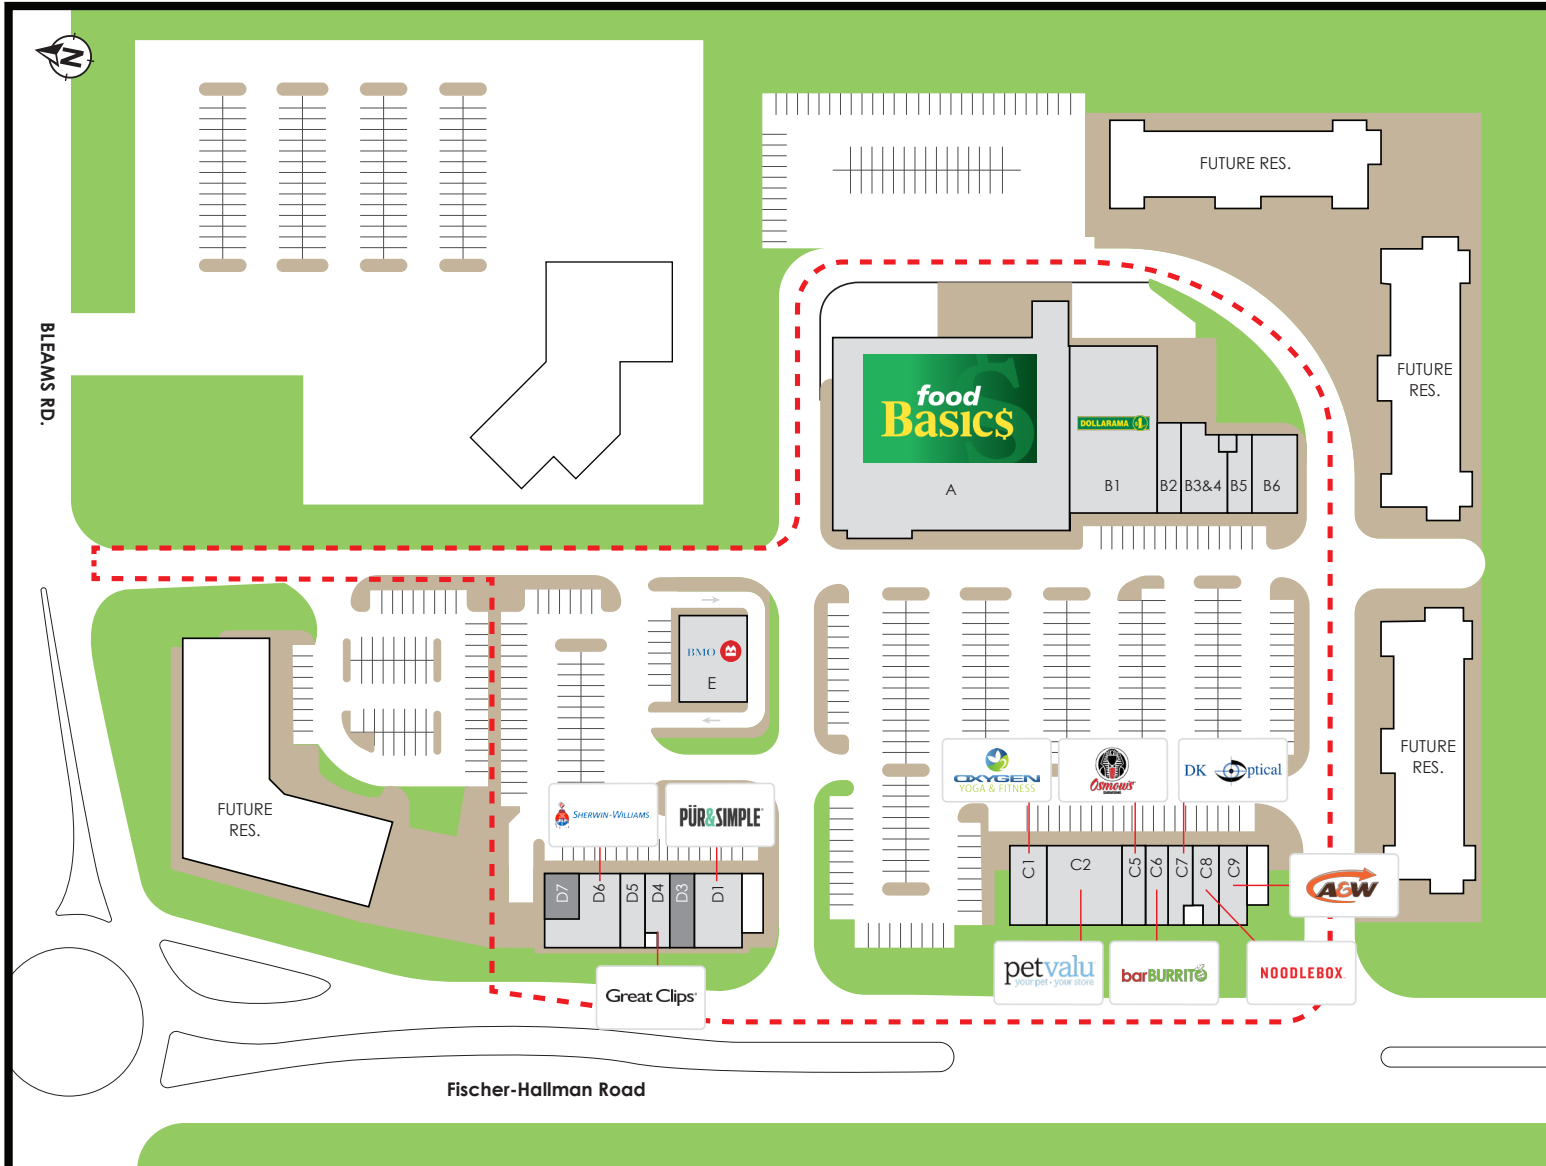 N
FUTURE RES.
BLEAMS RD.
food
Basic$
DOLLARAMA
A
B1
B2
B3&4
B5
B6
FUTURE
RES.
BMO
E
FUTURE
RES.
OXYGEN
YOGA & FITNESS
Osmow's
DK Optical
FUTURE
RES.
SHERWIN-WILLIAMS
PÜR&SIMPLE
D7
D6
D5
D4
D3
D1
C1
C2
C5
C6
C7
C8
C9
A&W
petvalu
your pet · your store
barBURRITO
NOODLEBOX
Great Clips
Fischer-Hallman Road